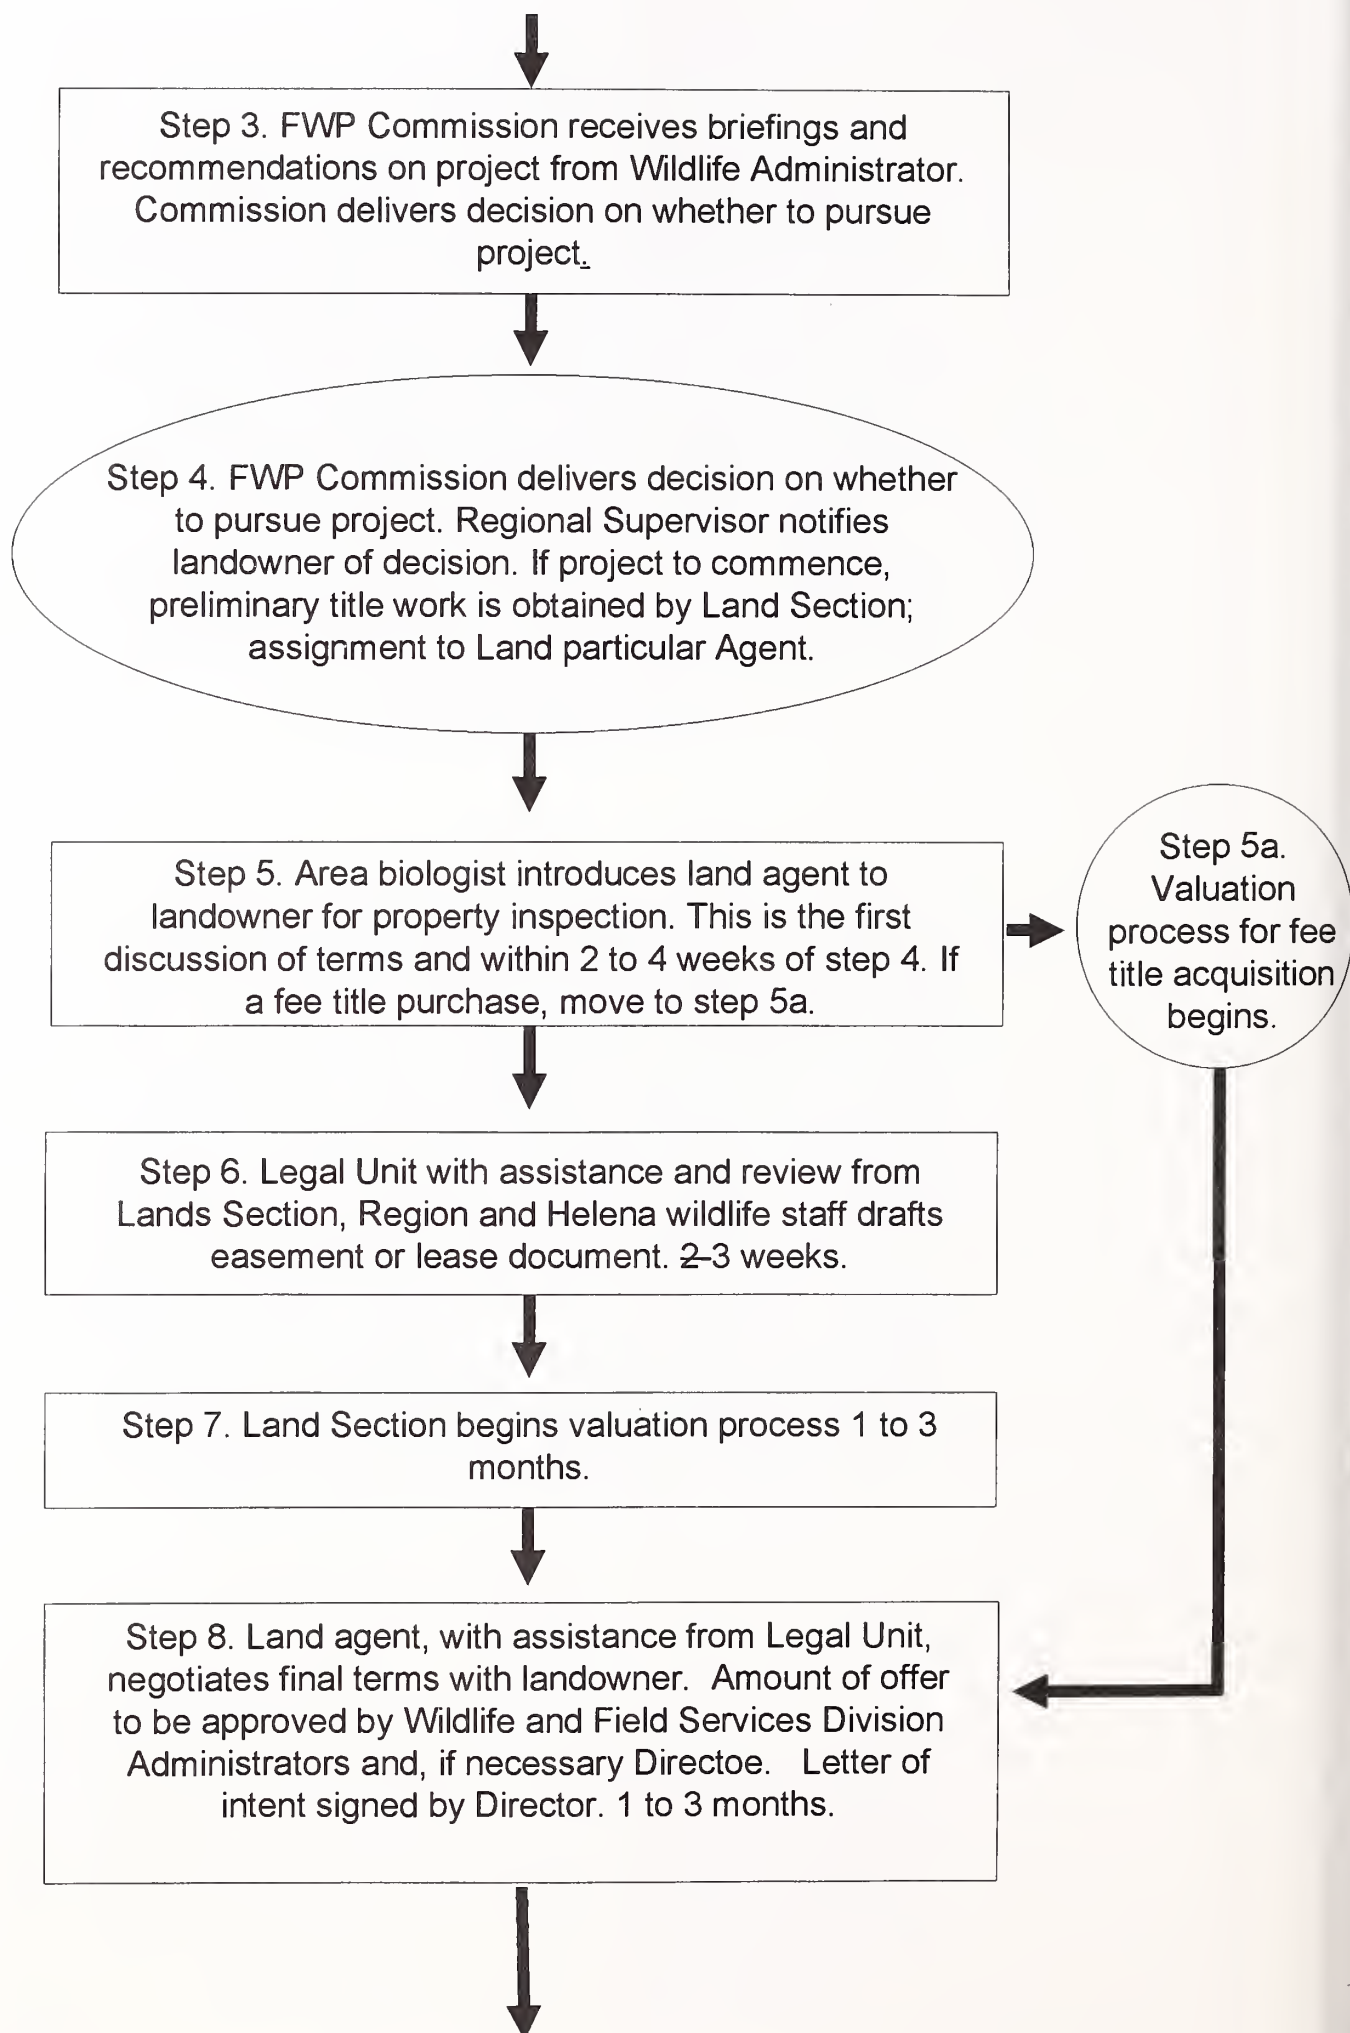 Step 3. FWP Commission receives briefings and
recommendations on project from Wildlife Administrator.
Commission delivers decision on whether to pursue
project.
Step 4. FWP Commission delivers decision on whether
to pursue project. Regional Supervisor notifies
landowner of decision. If project to commence,
preliminary title work is obtained by Land Section;
assignment to Land particular Agent.
Step 5. Area biologist introduces land agent to
landowner for property inspection. This is the first
discussion of terms and within 2 to 4 weeks of step 4. If
a fee title purchase, move to step 5a.
Step 5a.
Valuation
process for fee
title acquisition
begins.
Step 6. Legal Unit with assistance and review from
Lands Section, Region and Helena wildlife staff drafts
easement or lease document. 2-3 weeks.
Step 7. Land Section begins valuation process 1 to 3
months.
Step 8. Land agent, with assistance from Legal Unit,
negotiates final terms with landowner. Amount of offer
to be approved by Wildlife and Field Services Division
Administrators and, if necessary Directoe. Letter of
intent signed by Director. 1 to 3 months.